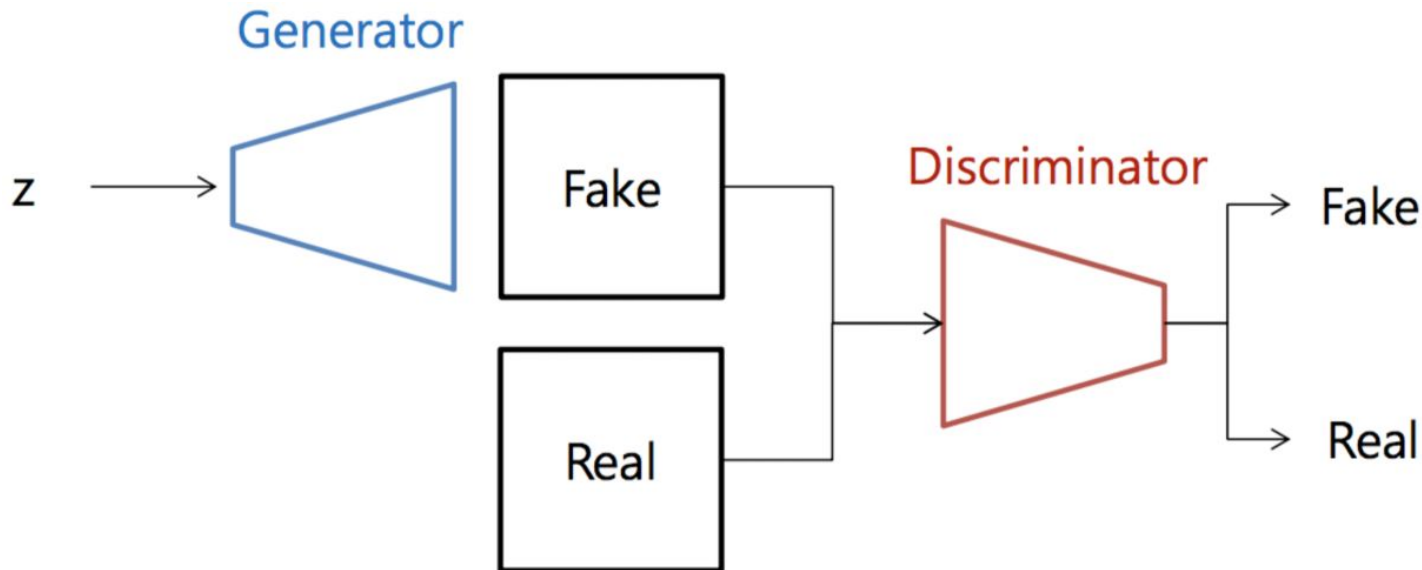 Generator
z
Fake
Discriminator
Fake
Real
Real